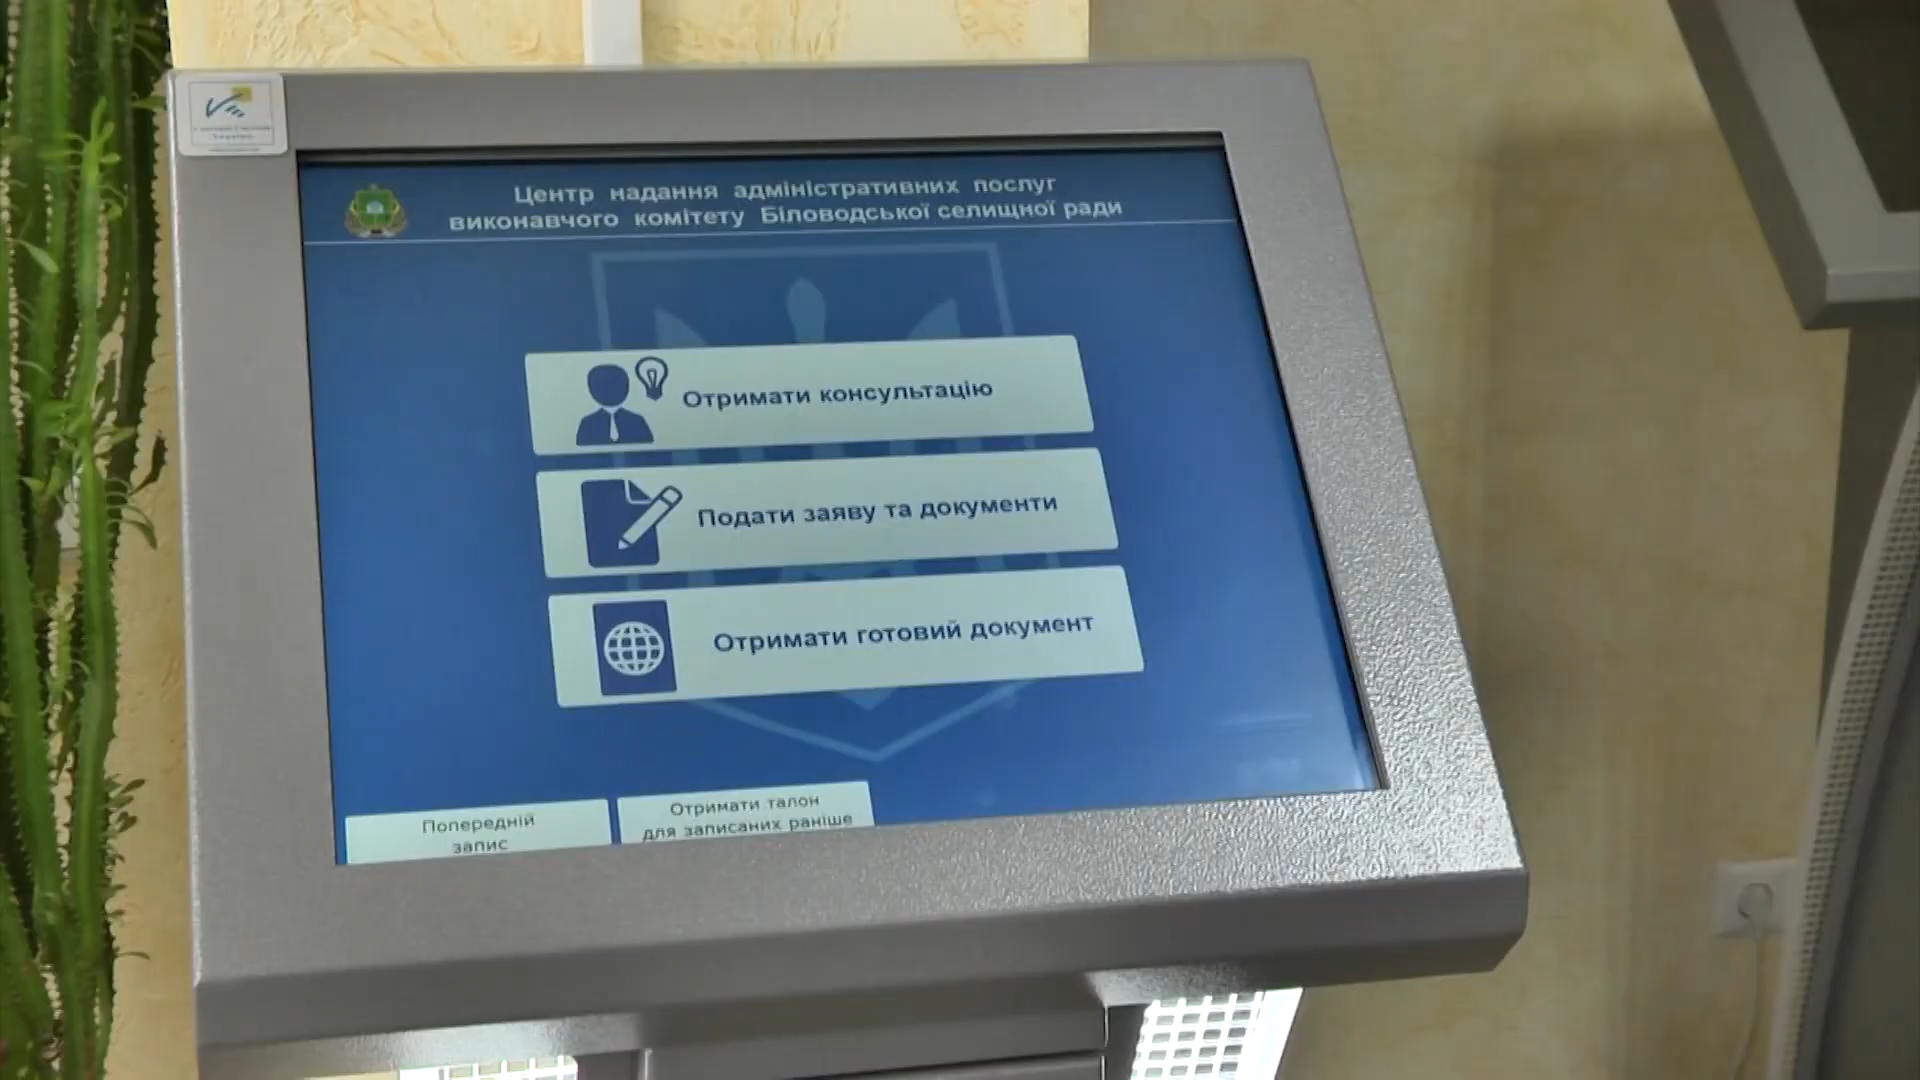 Центр надання адміністративних послуг
виконавчого комітету Біловодської селищної ради
Отримати консультацію
Подати заяву та документи
Отримати готовий документ
Попередній
запис
Отримати талон
для записаних раніше